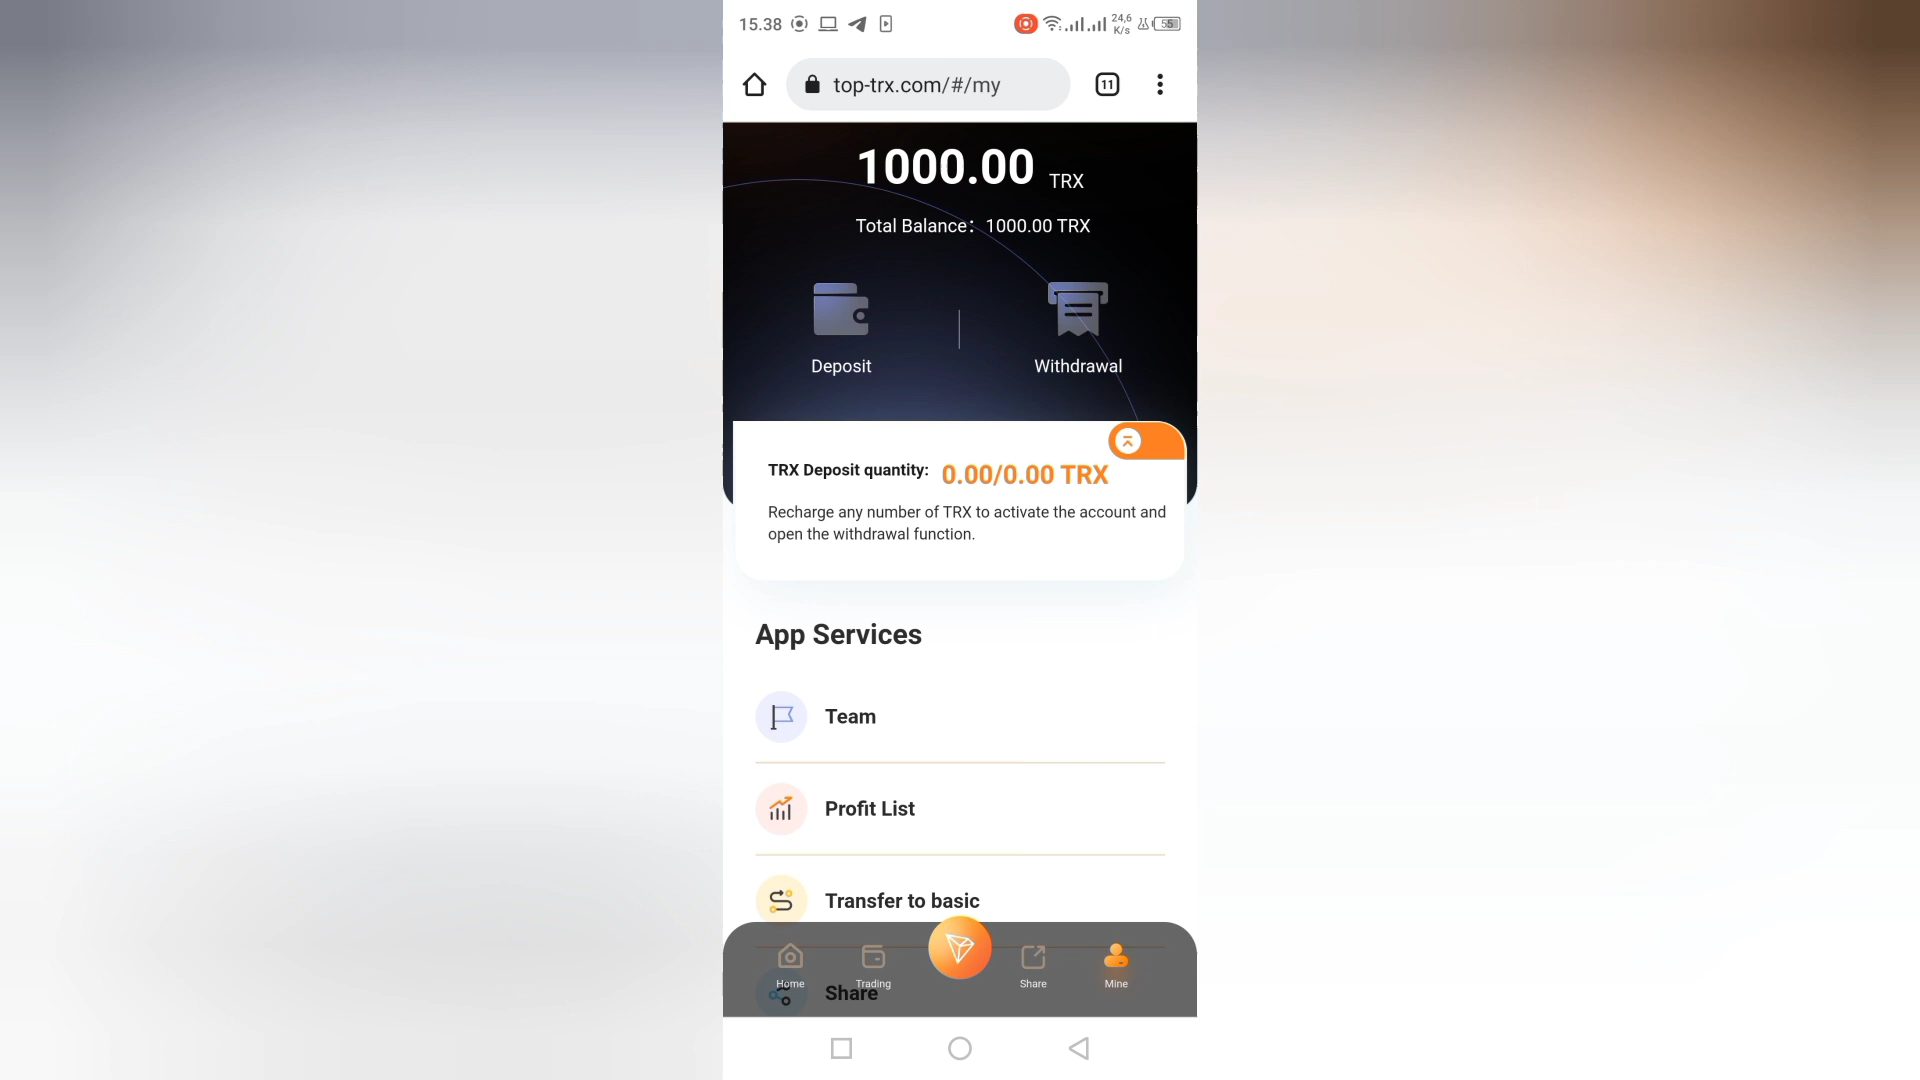 15.38
24,6
K/s
55
top-trx.com/#/my
11
1000.00 TRX
Total Balance：1000.00 TRX
Deposit
Withdrawal
TRX Deposit quantity: 0.00/0.00 TRX
Recharge any number of TRX to activate the account and
open the withdrawal function.
App Services
Team
Profit List
Transfer to basic
Share
Home
Trading
Share
Mine